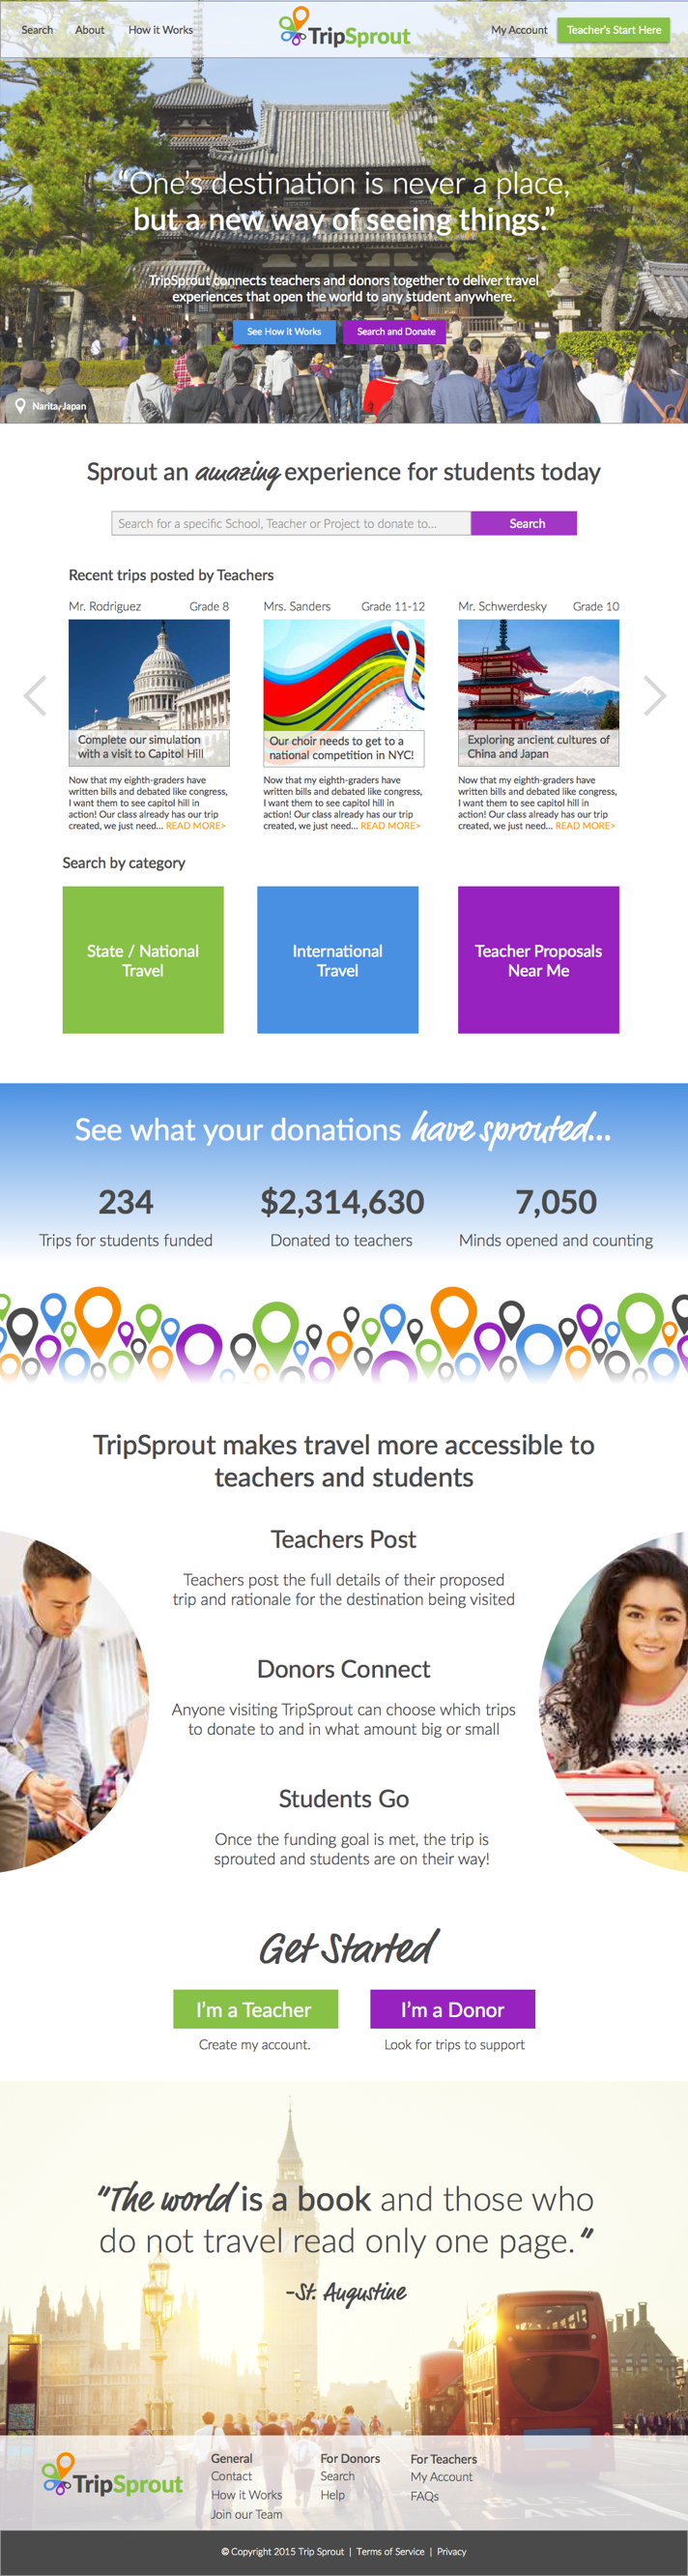 Search About How it Works TripSprout My Account Teacher's Start Here
“One’s destination is never a place,
but a new way of seeing things.”
TripSprout connects teachers and donors together to deliver travel
experiences that open the world to any student anywhere.
See How it Works Search and Donate
Narita, Japan
Sprout an amazing experience for students today
Search for a specific School, Teacher or Project to donate to... Search
Recent trips posted by Teachers
Mr. Rodriguez Grade 8
Complete our simulation
with a visit to Capitol Hill
Now that my eighth-graders have
written bills and debated like congress,
I want them to see capitol hill in
action! Our class already has our trip
created, we just need... READ MORE>
Mrs. Sanders Grade 11-12
Our choir needs to get to a
national competition in NYC!
Now that my eighth-graders have
written bills and debated like congress,
I want them to see capitol hill in
action! Our class already has our trip
created, we just need... READ MORE>
Mr. Schwerdesky Grade 10
Exploring ancient cultures of
China and Japan
Now that my eighth-graders have
written bills and debated like congress,
I want them to see capitol hill in
action! Our class already has our trip
created, we just need... READ MORE>
Search by category
State / National
Travel
International
Travel
Teacher Proposals
Near Me
See what your donations have sprouted...
234
Trips for students funded
$2,314,630
Donated to teachers
7,050
Minds opened and counting
TripSprout makes travel more accessible to
teachers and students
Teachers Post
Teachers post the full details of their proposed
trip and rationale for the destination being visited
Donors Connect
Anyone visiting TripSprout can choose which trips
to donate to and in what amount big or small
Students Go
Once the funding goal is met, the trip is
sprouted and students are on their way!
Get Started
I’m a Teacher
Create my account.
I’m a Donor
Look for trips to support
"The world is a book and those who
do not travel read only one page."
-St. Augustine
TripSprout
General
Contact
How it Works
Join our Team
For Donors
Search
Help
For Teachers
My Account
FAQs
BUS
LANE
© Copyright 2015 Trip Sprout | Terms of Service | Privacy